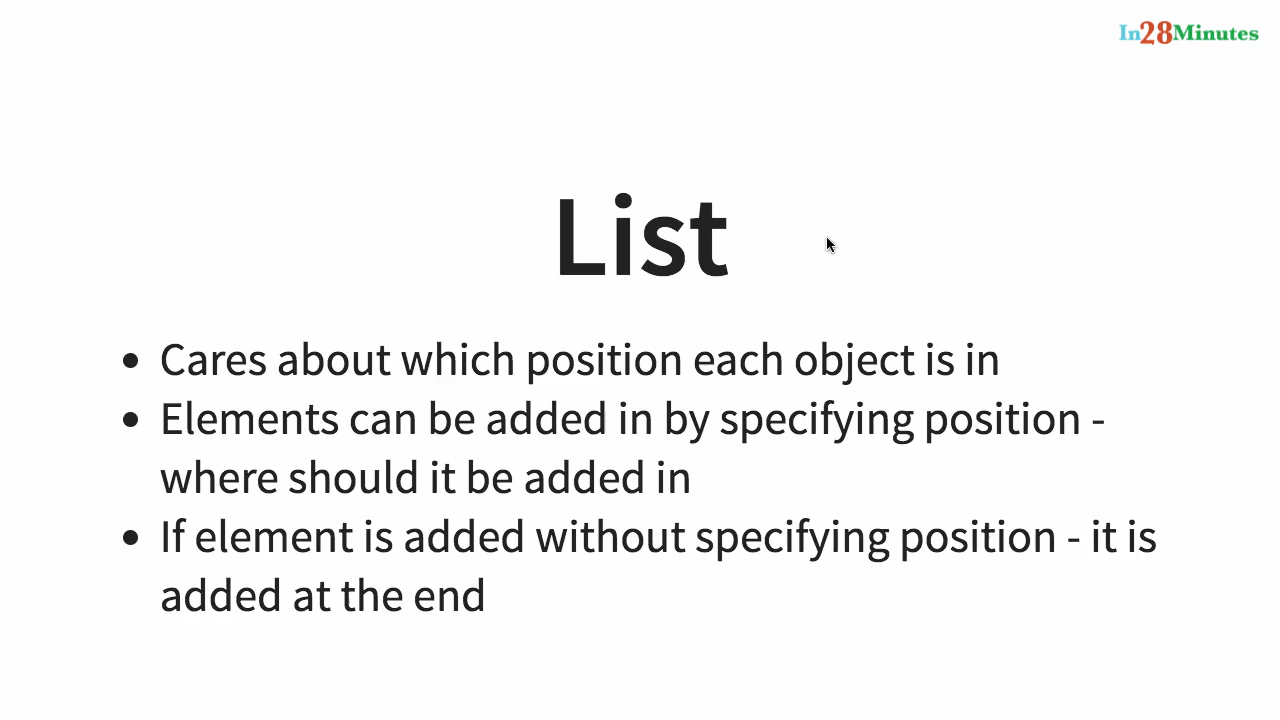 In28Minutes
List
• Cares about which position each object is in
• Elements can be added in by specifying position -
where should it be added in
• If element is added without specifying position - it is
added at the end